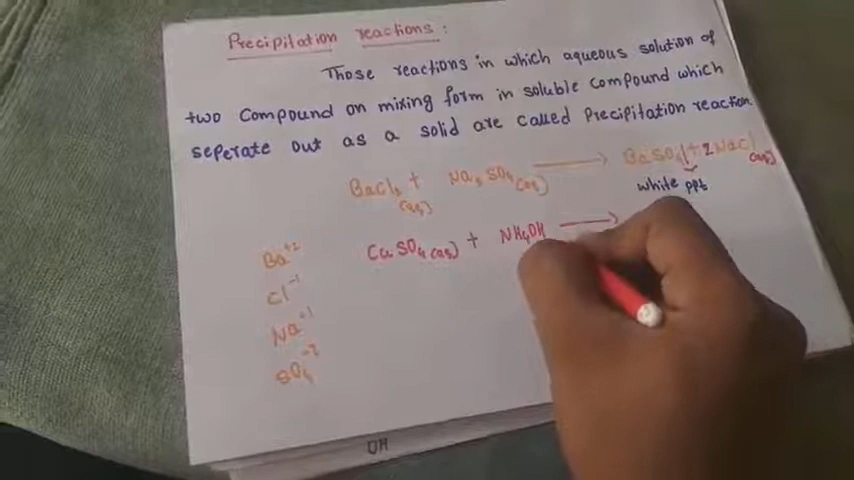 Precipitation reactions :
Those reactions in which aqueous solution of
two Compound on mixing form in soluble compound which
seperate out as a solid are called Precipitation reaction
BaCl₂ + Na₂SO₄(aq) → BaSO₄↓ + 2NaCl
(aq) (aq)
white ppt
Ba⁺² CuSO₄(aq) + NH₄OH →
Cl⁻¹
Na⁺¹
SO₄⁻²
OH